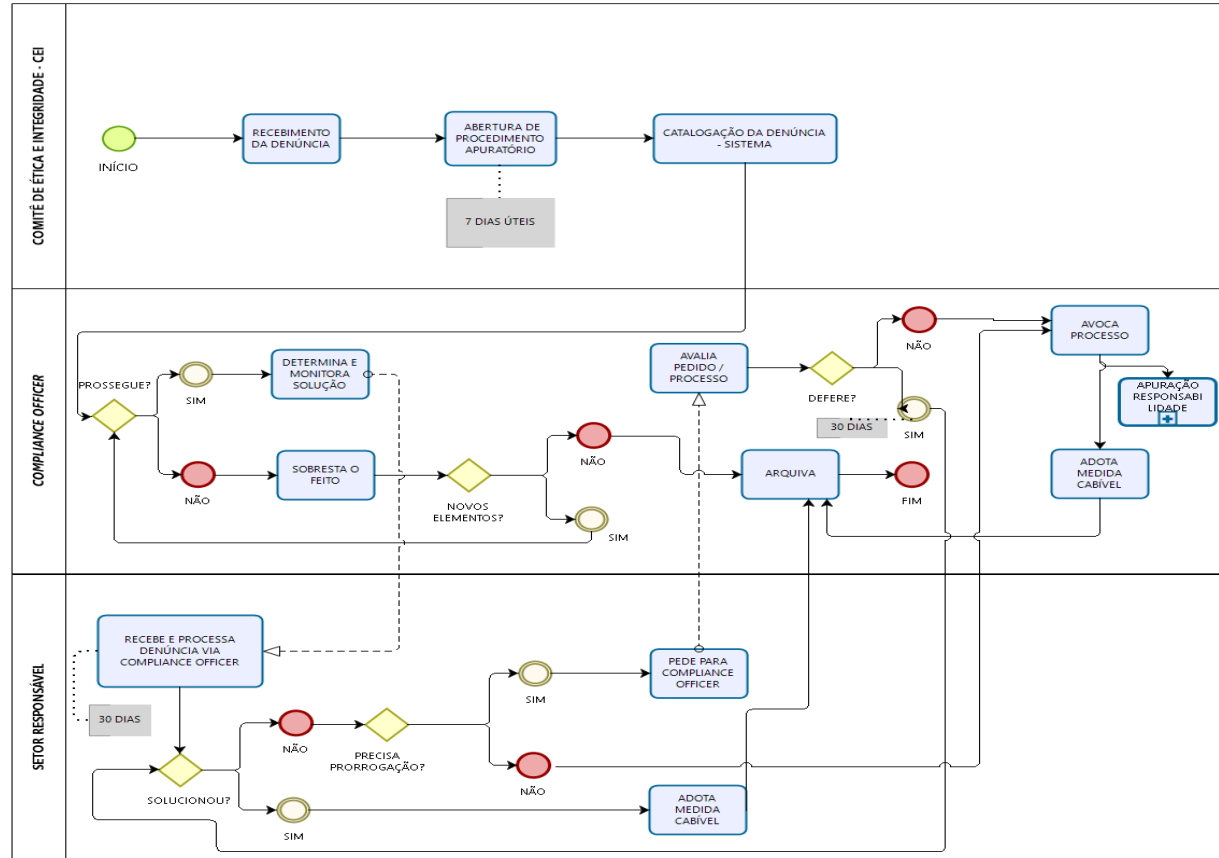 COMITÊ DE ÉTICA E INTEGRIDADE - CEI
INÍCIO
RECEBIMENTO
DA DENÚNCIA
ABERTURA DE
PROCEDIMENTO
APURATÓRIO
CATALOGAÇÃO DA DENÚNCIA
- SISTEMA
7 DIAS ÚTEIS
COMPLIANCE OFFICER
PROSSEGUE?
SIM
DETERMINA E
MONITORA
SOLUÇÃO
NÃO
SOBRESTA O
FEITO
NOVOS
ELEMENTOS?
NÃO
SIM
AVALIA
PEDIDO /
PROCESSO
DEFERE?
NÃO
30 DIAS
SIM
AVOCA
PROCESSO
APURAÇÃO
RESPONSABI
LIDADE
ARQUIVA
FIM
ADOTA
MEDIDA
CABÍVEL
SETOR RESPONSÁVEL
RECEBE E PROCESSA
DENÚNCIA VIA
COMPLIANCE OFFICER
30 DIAS
SOLUCIONOU?
NÃO
SIM
PRECISA
PRORROGAÇÃO?
SIM
NÃO
PEDE PARA
COMPLIANCE
OFFICER
ADOTA
MEDIDA
CABÍVEL